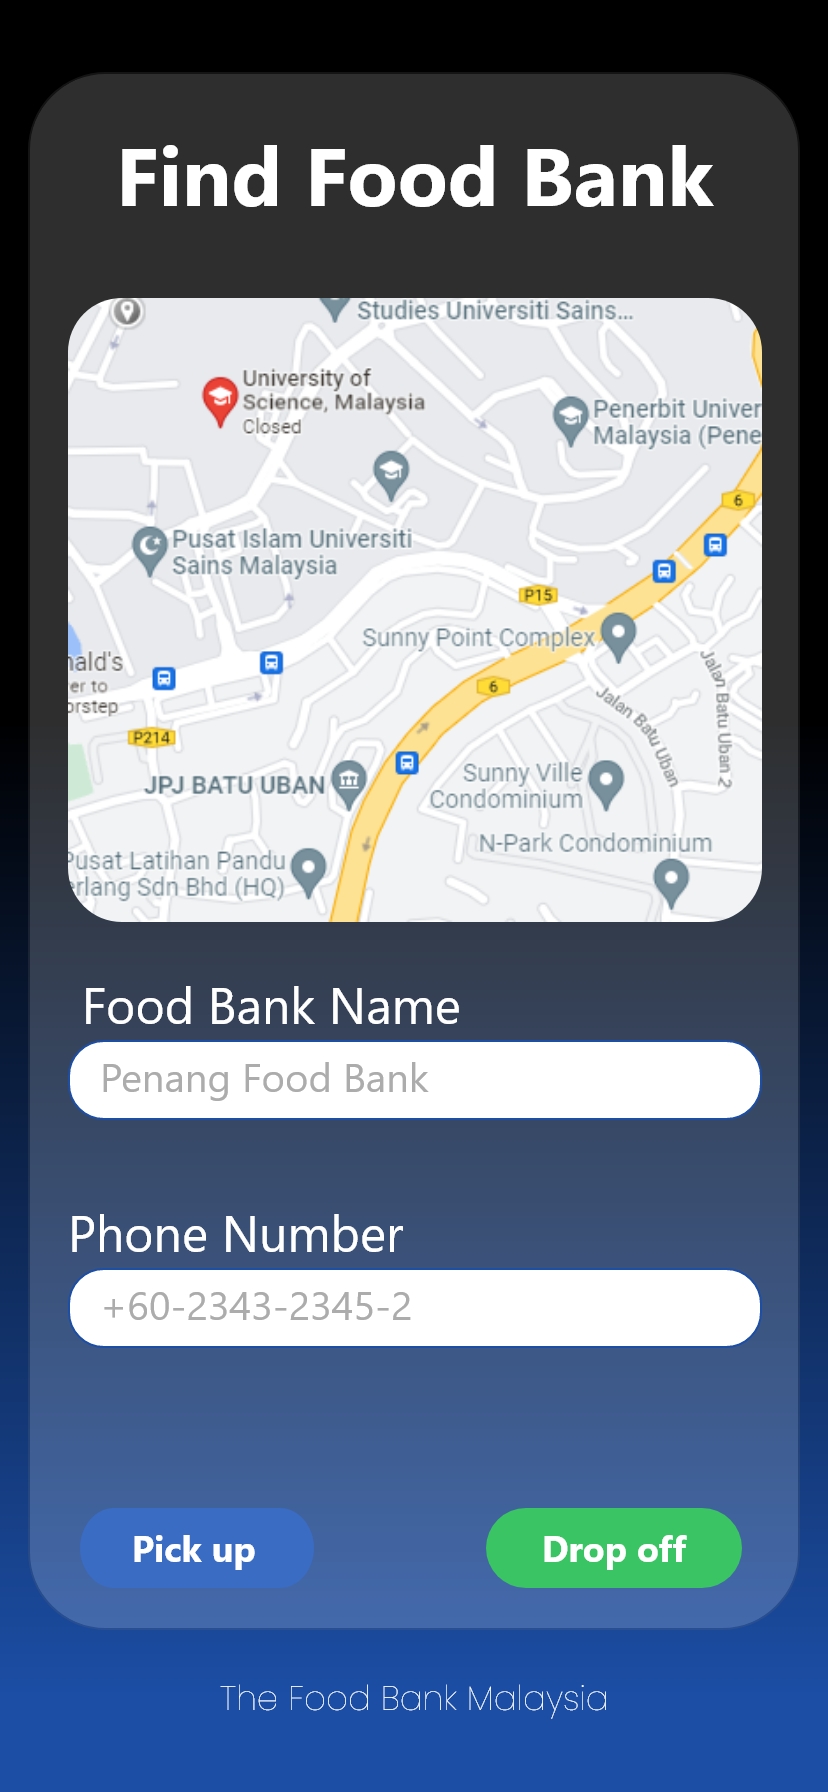 Find Food Bank
Studies Universiti Sains...
University of
Science, Malaysia
Closed
Penerbit Univer
Malaysia (Pene
6
Pusat Islam Universiti
Sains Malaysia
P15
Sunny Point Complex
nald's
er to
orstep
6
Jalan Batu Uban
Jalan Batu Uban 2
P214
JPJ BATU UBAN
Sunny Ville
Condominium
N-Park Condominium
Pusat Latihan Pandu
erlang Sdn Bhd (HQ)
Food Bank Name
Penang Food Bank
Phone Number
+60-2343-2345-2
Pick up
Drop off
The Food Bank Malaysia